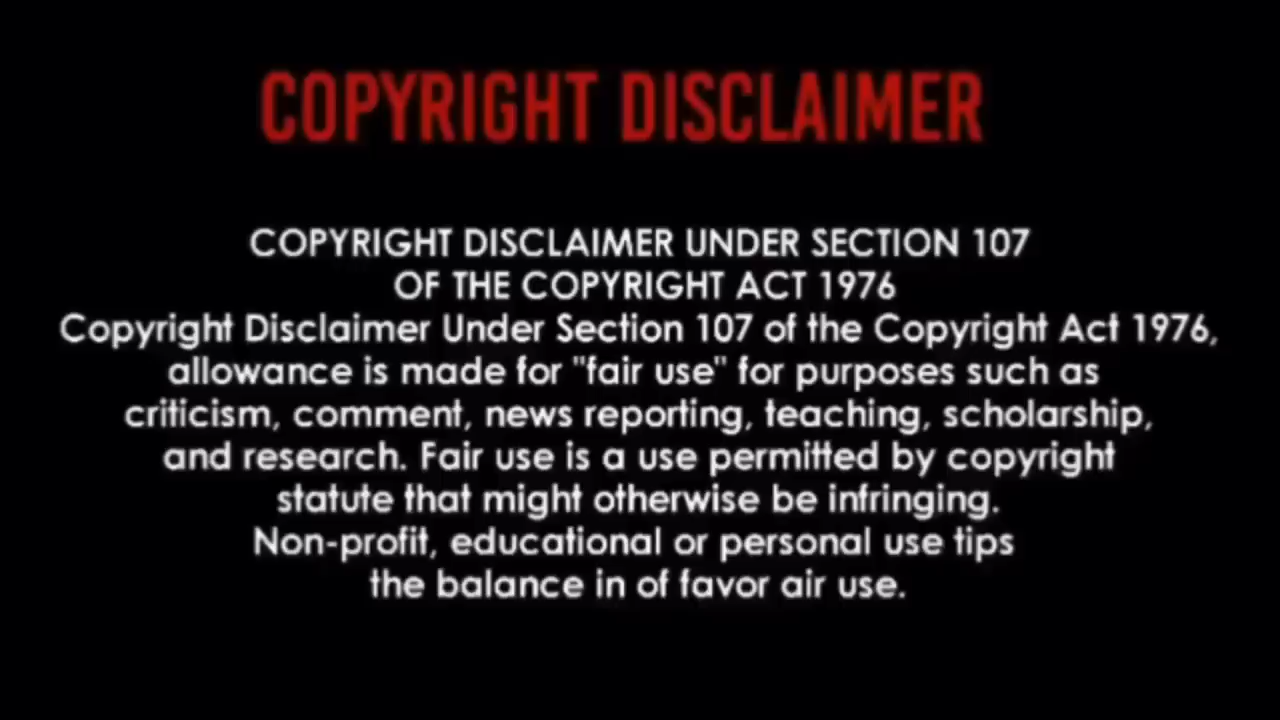 COPYRIGHT DISCLAIMER
COPYRIGHT DISCLAIMER UNDER SECTION 107
OF THE COPYRIGHT ACT 1976
Copyright Disclaimer Under Section 107 of the Copyright Act 1976,
allowance is made for "fair use" for purposes such as
criticism, comment, news reporting, teaching, scholarship,
and research. Fair use is a use permitted by copyright
statute that might otherwise be infringing.
Non-profit, educational or personal use tips
the balance in of favor air use.